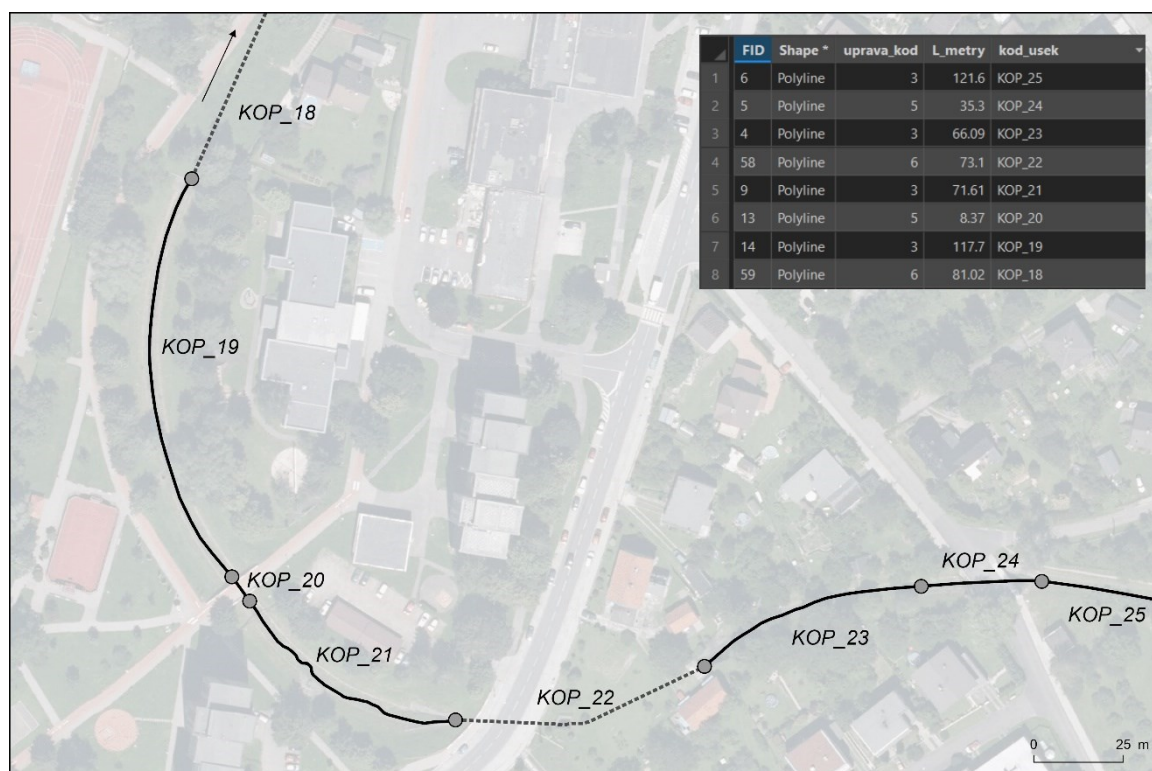 FID Shape * uprava_kod L_metry kod_usek
1 6 Polyline 3 121.6 KOP_25
2 5 Polyline 5 35.3 KOP_24
3 4 Polyline 3 66.09 KOP_23
4 58 Polyline 6 73.1 KOP_22
5 9 Polyline 3 71.61 KOP_21
6 13 Polyline 5 8.37 KOP_20
7 14 Polyline 3 117.7 KOP_19
8 59 Polyline 6 81.02 KOP_18
KOP_18
KOP_19
KOP_20
KOP_21
KOP_22
KOP_23
KOP_24
KOP_25
0 25 m